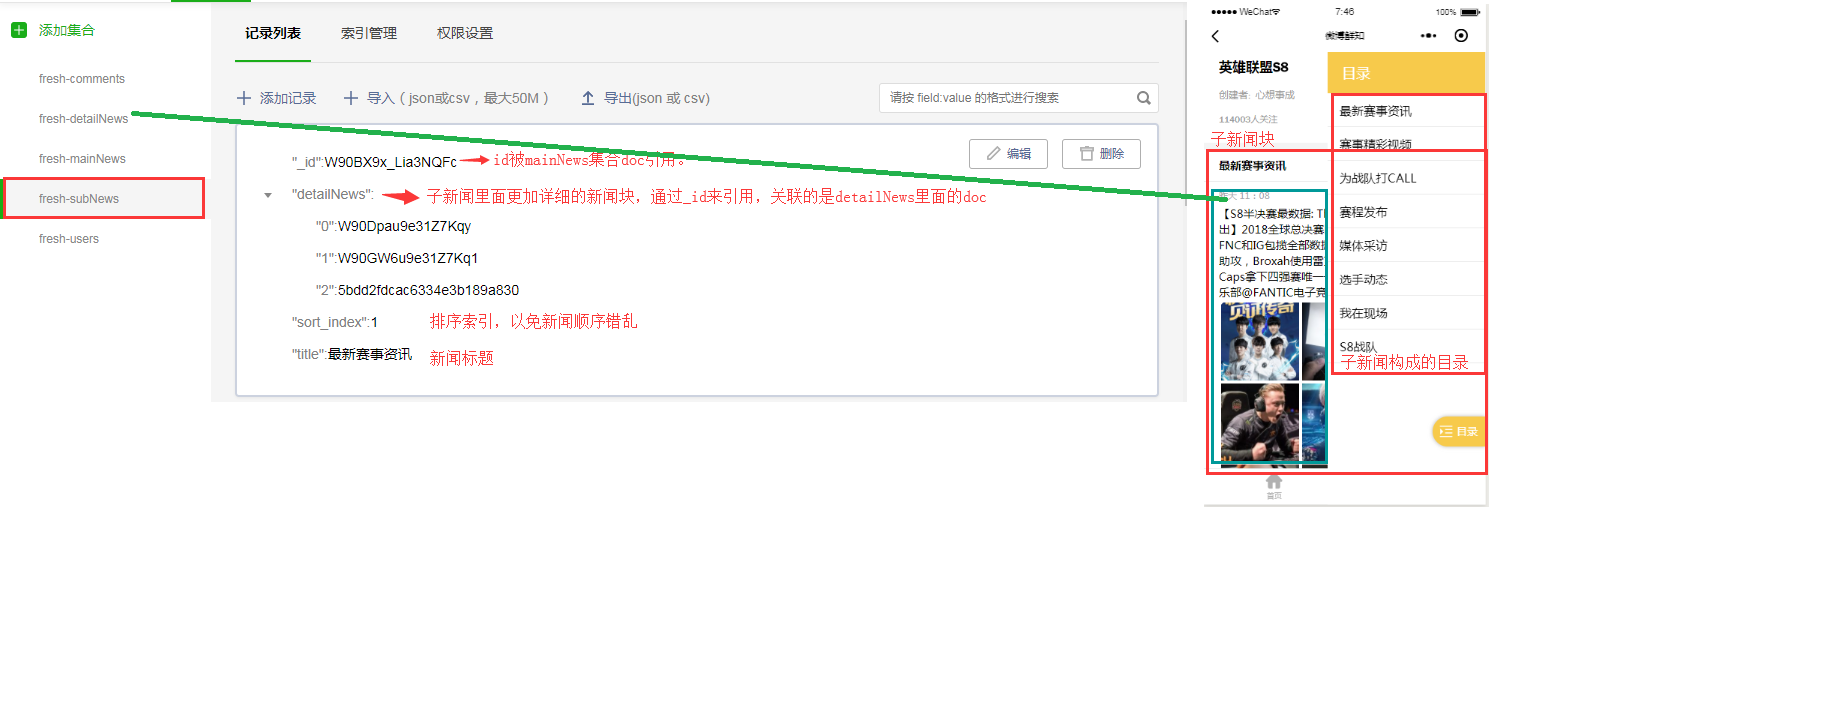 添加集合
fresh-comments
fresh-detailNews
fresh-mainNews
fresh-subNews
fresh-users
记录列表
索引管理
权限设置
添加记录
导入（json或csv，最大50M）
导出(json 或 csv)
请按 field:value 的格式进行搜索
"_id":W90BX9x_Lia3NQFc
id被mainNews集合doc引用。
编辑
删除
"detailNews":
子新闻里面更加详细的新闻块，通过_id来引用，关联的是detailNews里面的doc
"0":W90Dpau9e31Z7Kqy
"1":W90GW6u9e31Z7Kq1
"2":5bdd2fdcac6334e3b189a830
"sort_index":1
排序索引，以免新闻顺序错乱
"title":最新赛事资讯
新闻标题
WeChat
7:46
100%
微博鲜知
英雄联盟S8
创建者：心想事成
114003人关注
子新闻块
最新赛事资讯
昨天 11：08
【S8半决赛最数据: Th
出】2018全球总决赛
FNC和IG包揽全部数据
助攻，Broxah使用雷
Caps拿下四强赛唯一
乐部@FANTIC电子竞
目录
最新赛事资讯
赛事精彩视频
为战队打CALL
赛程发布
媒体采访
选手动态
我在现场
S8战队
子新闻构成的目录
目录
首页